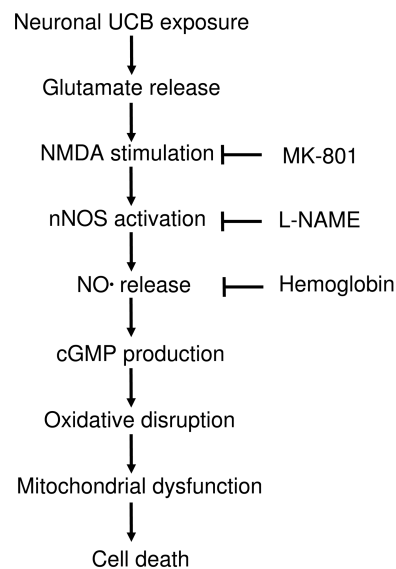 Neuronal UCB exposure
Glutamate release
NMDA stimulation MK-801
nNOS activation L-NAME
NO· release Hemoglobin
cGMP production
Oxidative disruption
Mitochondrial dysfunction
Cell death